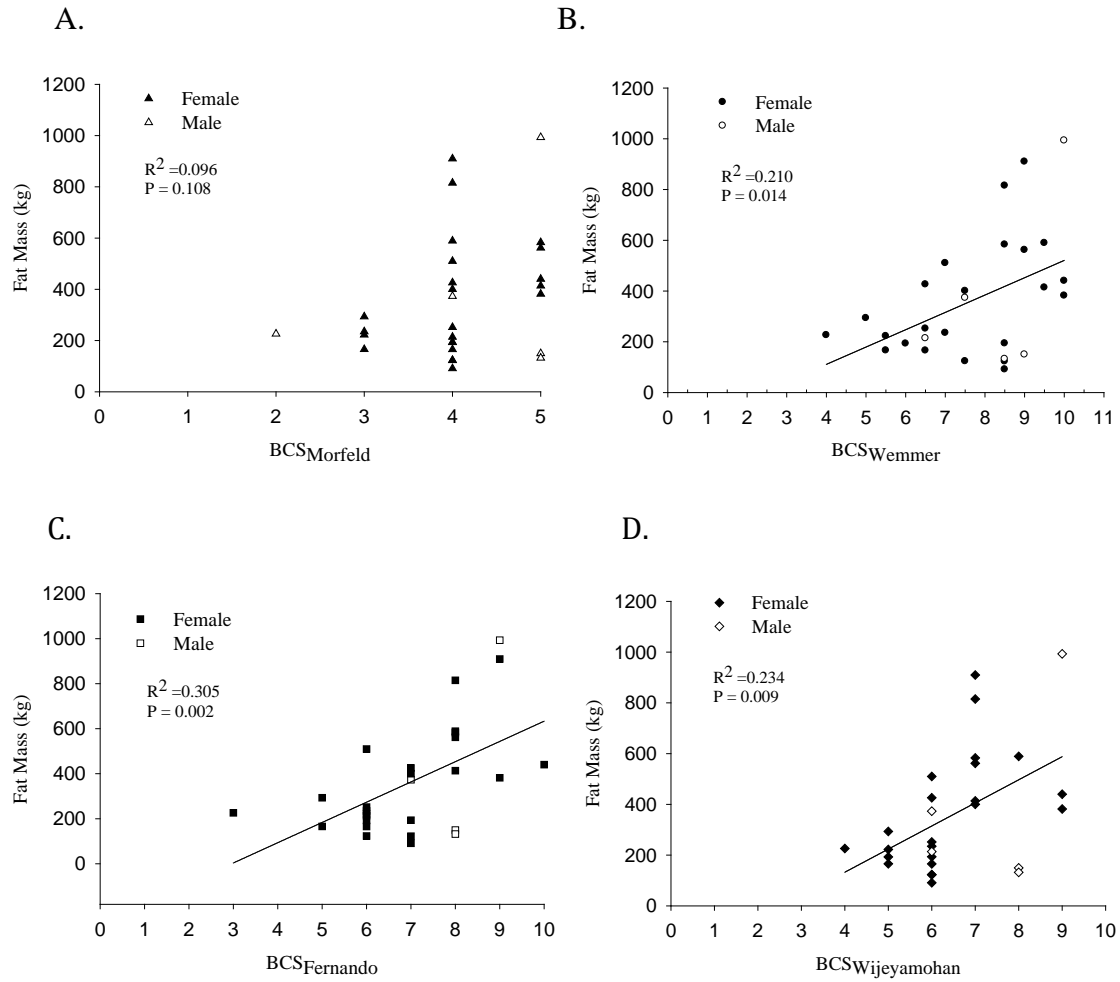 A.
1200
1000
800
600
400
200
0
Fat Mass (kg)
Female
Male
R2 =0.096
P = 0.108
0 1 2 3 4 5
BCSMorfeld
B.
1200
1000
800
600
400
200
0
Fat Mass (kg)
Female
Male
R2 =0.210
P = 0.014
0 1 2 3 4 5 6 7 8 9 10 11
BCSWemmer
C.
1200
1000
800
600
400
200
0
Fat Mass (kg)
Female
Male
R2 =0.305
P = 0.002
0 1 2 3 4 5 6 7 8 9 10
BCSFernando
D.
1200
1000
800
600
400
200
0
Fat Mass (kg)
Female
Male
R2 =0.234
P = 0.009
0 1 2 3 4 5 6 7 8 9 10
BCSWijeyamohan